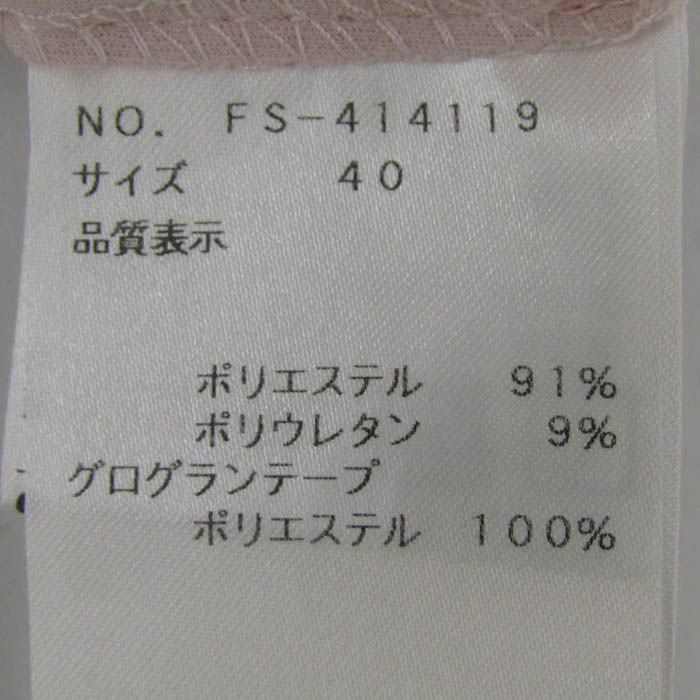 NO. FS-414119
サイズ 40
品質表示
ポリエステル 91%
ポリウレタン 9%
グログランテープ
ポリエステル 100%